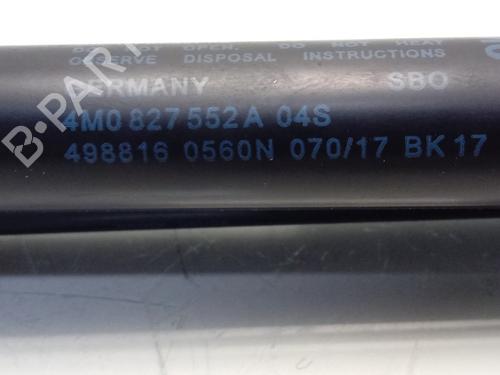 DO NOT OPEN. DO NOT HEAT
OBSERVE DISPOSAL INSTRUCTIONS
GERMANY SBO
4M0 827 552A 04S
498816 0560N 070/17 BK 17
B-PARTS